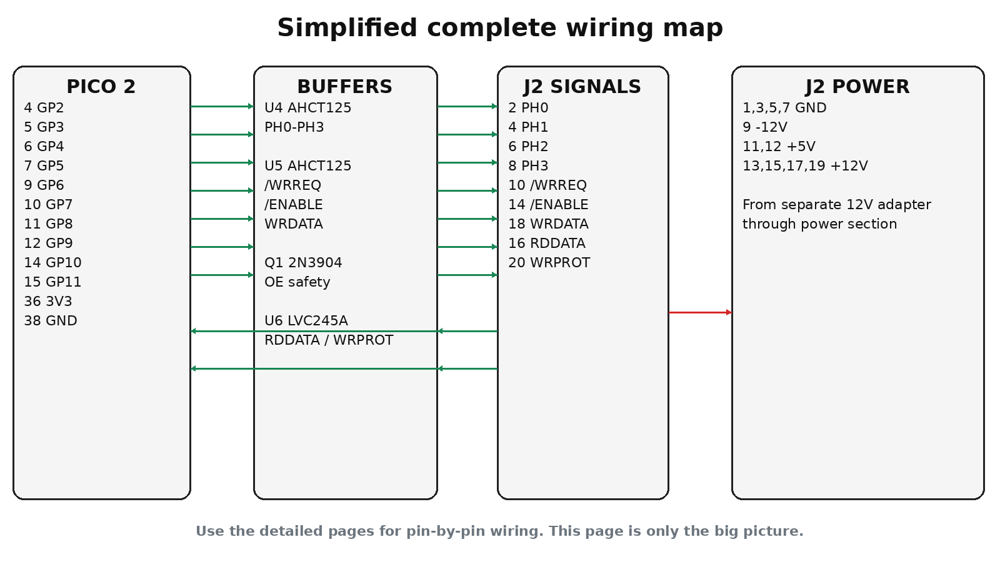 Simplified complete wiring map
PICO 2
4 GP2
5 GP3
6 GP4
7 GP5
9 GP6
10 GP7
11 GP8
12 GP9
14 GP10
15 GP11
36 3V3
38 GND
BUFFERS
U4 AHCT125
PH0-PH3
U5 AHCT125
/WRREQ
/ENABLE
WRDATA
Q1 2N3904
OE safety
U6 LVC245A
RDDATA / WRPROT
J2 SIGNALS
2 PH0
4 PH1
6 PH2
8 PH3
10 /WRREQ
14 /ENABLE
18 WRDATA
16 RDDATA
20 WRPROT
J2 POWER
1,3,5,7 GND
9 -12V
11,12 +5V
13,15,17,19 +12V
From separate 12V adapter
through power section
Use the detailed pages for pin-by-pin wiring. This page is only the big picture.